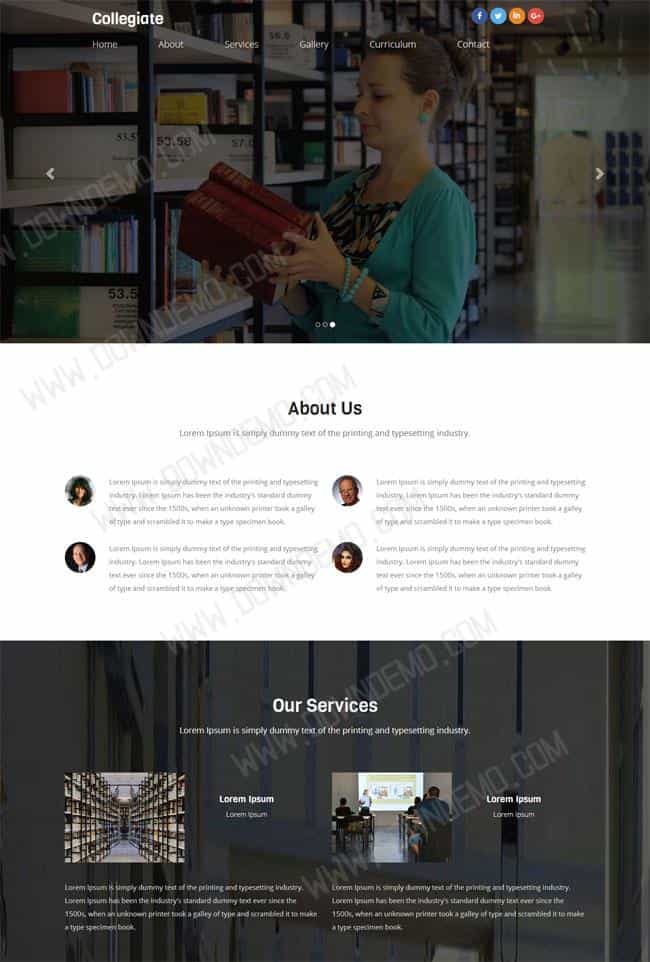 Collegiate
Home About Services Gallery Curriculum Contact
53.57
53.58
57.6
53.5
WWW.DOWNDEMO.COM
About Us
Lorem Ipsum is simply dummy text of the printing and typesetting industry.
Lorem Ipsum is simply dummy text of the printing and typesetting
industry. Lorem Ipsum has been the industry's standard dummy
text ever since the 1500s, when an unknown printer took a galley
of type and scrambled it to make a type specimen book.
Lorem Ipsum is simply dummy text of the printing and typesetting
industry. Lorem Ipsum has been the industry's standard dummy
text ever since the 1500s, when an unknown printer took a galley
of type and scrambled it to make a type specimen book.
Lorem Ipsum is simply dummy text of the printing and typesetting
industry. Lorem Ipsum has been the industry's standard dummy
text ever since the 1500s, when an unknown printer took a galley
of type and scrambled it to make a type specimen book.
Lorem Ipsum is simply dummy text of the printing and typesetting
industry. Lorem Ipsum has been the industry's standard dummy
text ever since the 1500s, when an unknown printer took a galley
of type and scrambled it to make a type specimen book.
WWW.DOWNDEMO.COM
Our Services
Lorem Ipsum is simply dummy text of the printing and typesetting industry.
Lorem Ipsum
Lorem Ipsum
Lorem Ipsum is simply dummy text of the printing and typesetting industry.
Lorem Ipsum has been the industry's standard dummy text ever since the
1500s, when an unknown printer took a galley of type and scrambled it to make
a type specimen book.
Lorem Ipsum
Lorem Ipsum
Lorem Ipsum is simply dummy text of the printing and typesetting industry.
Lorem Ipsum has been the industry's standard dummy text ever since the
1500s, when an unknown printer took a galley of type and scrambled it to make
a type specimen book.
WWW.DOWNDEMO.COM